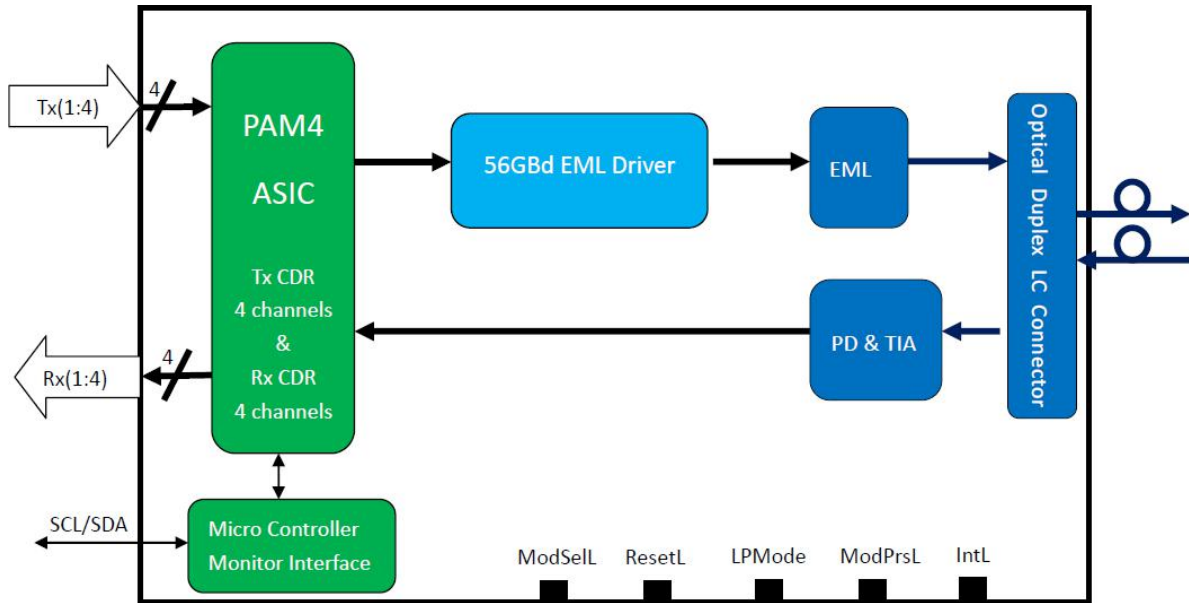 Tx(1:4)
4
PAM4
ASIC
Tx CDR
4 channels
&
Rx CDR
4 channels
56GBd EML Driver
EML
Optical Duplex LC Connector
PD & TIA
4
Rx(1:4)
SCL/SDA
Micro Controller
Monitor Interface
ModSelL
ResetL
LPMode
ModPrsL
IntL